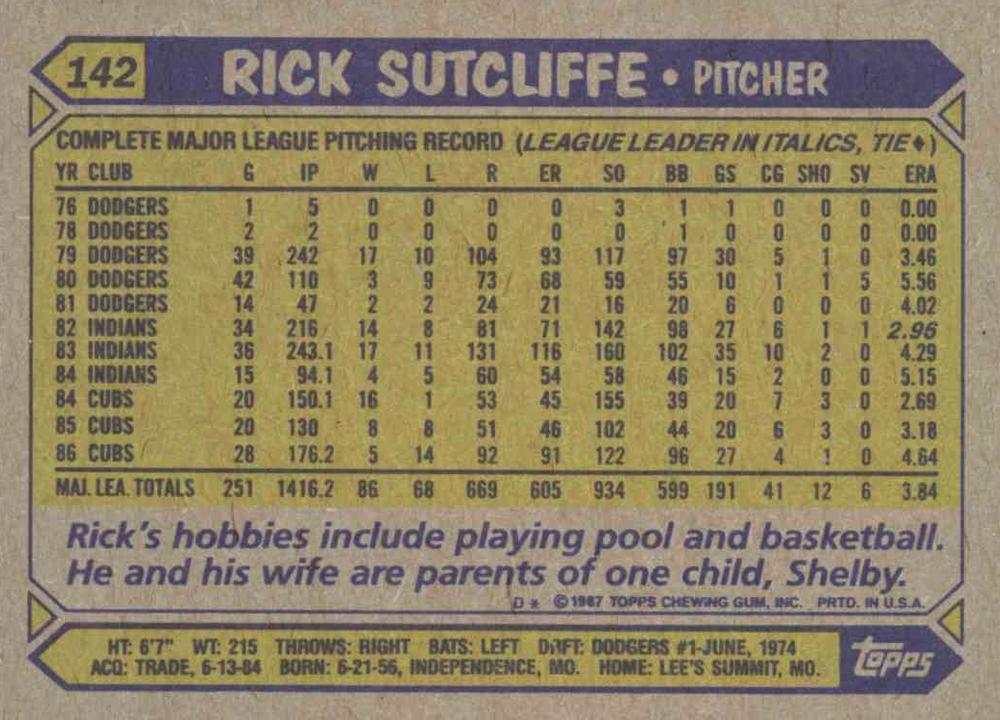 142 RICK SUTCLIFFE • PITCHER
COMPLETE MAJOR LEAGUE PITCHING RECORD (LEAGUE LEADER IN ITALICS, TIE♦)
YR CLUB G IP W L R ER SO BB GS CG SHO SV ERA
76 DODGERS 1 5 0 0 0 0 3 1 1 0 0 0 0.00
78 DODGERS 2 2 0 0 0 0 0 1 0 0 0 0 0.00
79 DODGERS 39 242 17 10 104 93 117 97 30 5 1 0 3.46
80 DODGERS 42 110 3 9 73 68 59 55 10 1 1 5 5.56
81 DODGERS 14 47 2 2 24 21 16 20 6 0 0 0 4.02
82 INDIANS 34 216 14 8 81 71 142 98 27 6 1 1 2.96
83 INDIANS 36 243.1 17 11 131 116 160 102 35 10 2 0 4.29
84 INDIANS 15 94.1 4 5 60 54 58 46 15 2 0 0 5.15
84 CUBS 20 150.1 16 1 53 45 155 39 20 7 3 0 2.69
85 CUBS 20 130 8 8 51 46 102 44 20 6 3 0 3.18
86 CUBS 28 176.2 5 14 92 91 122 96 27 4 1 0 4.64
MAJ. LEA. TOTALS 251 1416.2 86 68 669 605 934 599 191 41 12 6 3.84
Rick's hobbies include playing pool and basketball.
He and his wife are parents of one child, Shelby.
D* ©1987 TOPPS CHEWING GUM, INC. PRTD. IN U.S.A.
HT: 6'7" WT: 215 THROWS: RIGHT BATS: LEFT DRFT: DODGERS #1-JUNE, 1974
ACQ: TRADE, 6-13-84 BORN: 6-21-56, INDEPENDENCE, MO. HOME: LEE'S SUMMIT, MO.
topps